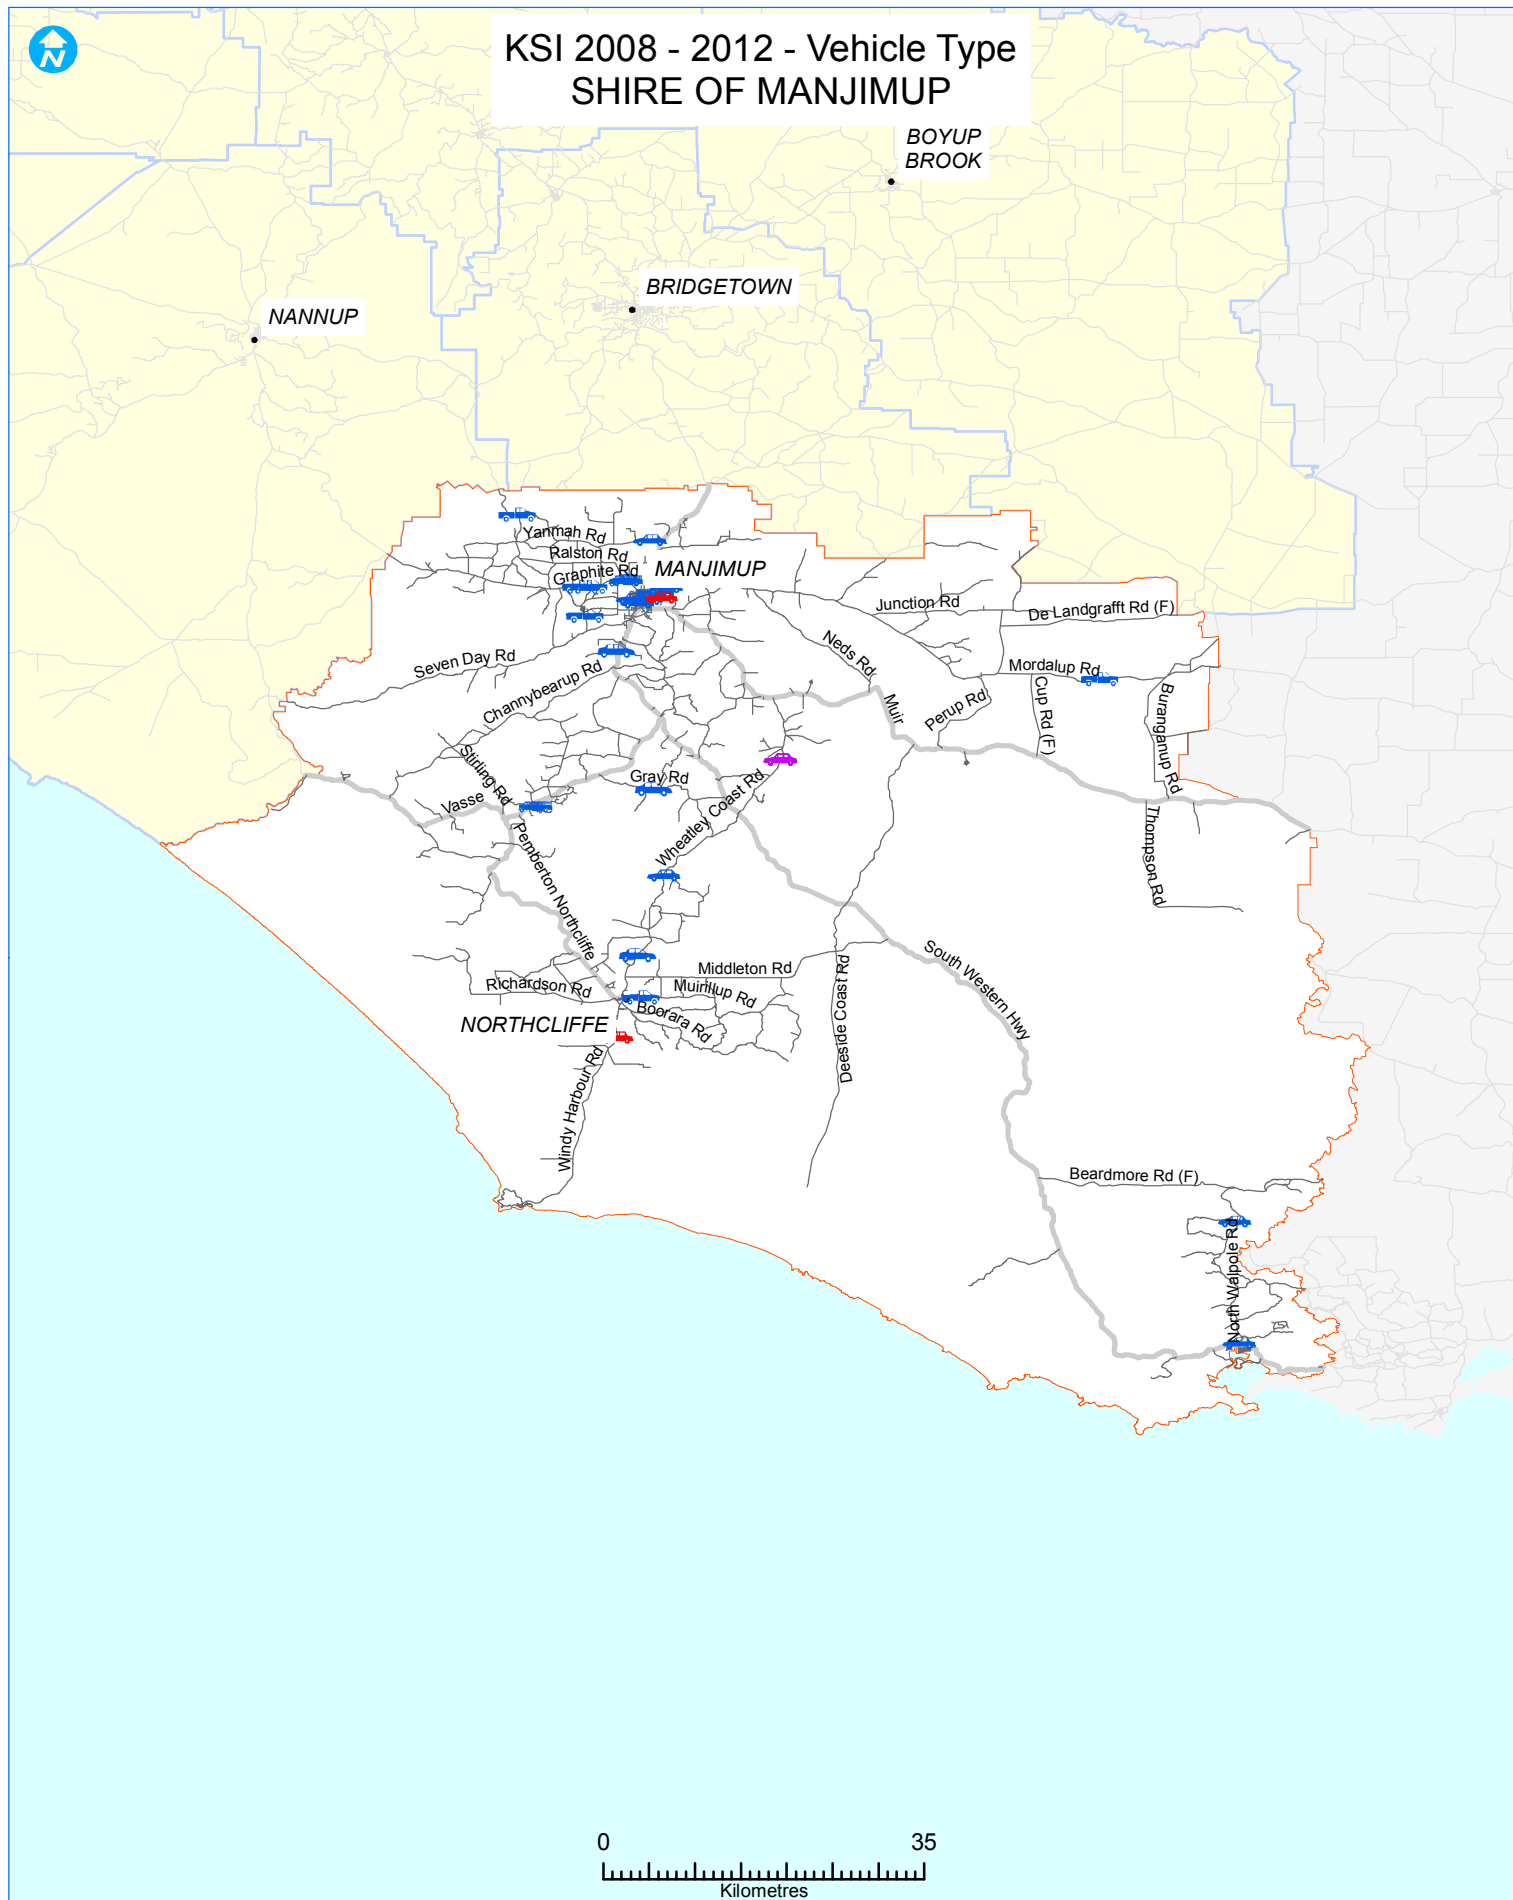 N
KSI 2008 - 2012 - Vehicle Type
SHIRE OF MANJIMUP
BOYUP
BROOK
BRIDGETOWN
NANNUP
Yanmah Rd
Ralston Rd
MANJIMUP
Graphite Rd
Junction Rd
De Landgrafft Rd (F)
Neds Rd
Seven Day Rd
Mordalup Rd
Channybearup Rd
Cup Rd (F)
Buranganup Rd
Perup Rd
Muir
Stirling Rd
Gray Rd
Vasse
Wheatley Coast Rd
Thompson Rd
Pemberton Northcliffe
South Western Hwy
Middleton Rd
Deeside Coast Rd
Richardson Rd
Muirillup Rd
Boorara Rd
NORTHCLIFFE
Windy Harbour Rd
Beardmore Rd (F)
North Walpole Rd
0 35
Kilometres